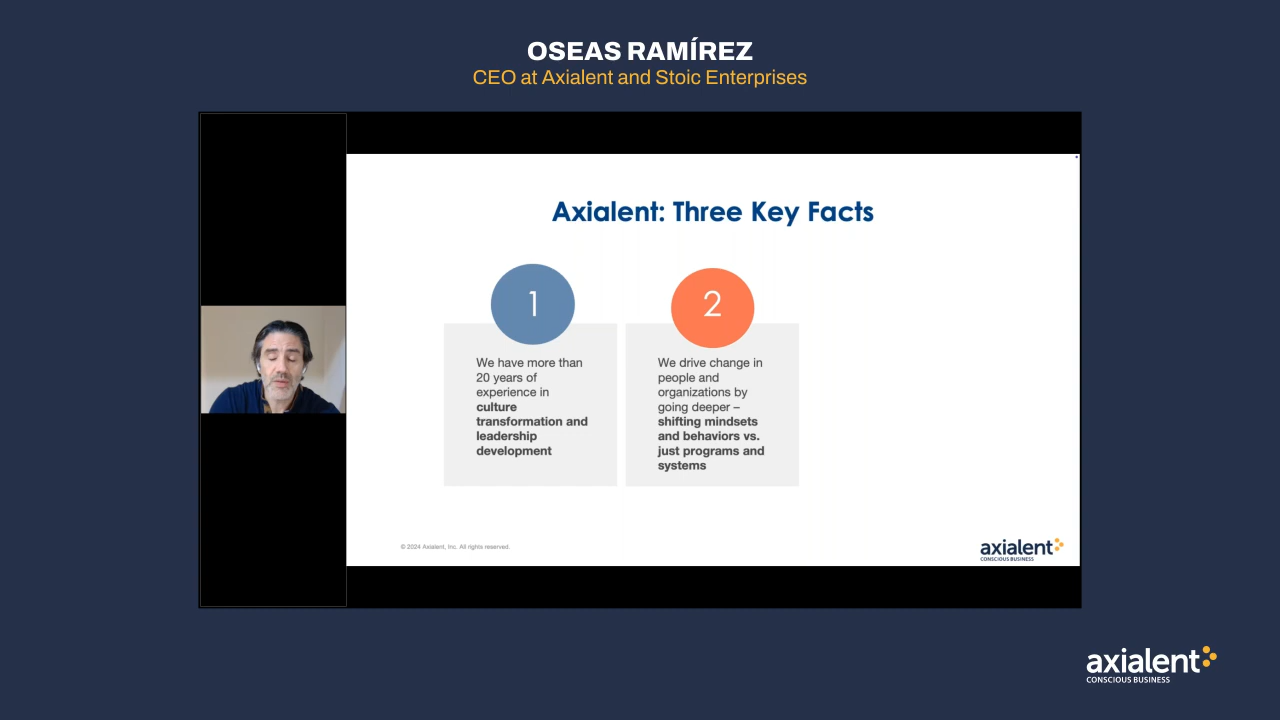 OSEAS RAMÍREZ
CEO at Axialent and Stoic Enterprises
Axialent: Three Key Facts
1
We have more than
20 years of
experience in
culture
transformation and
leadership
development
2
We drive change in
people and
organizations by
going deeper –
shifting mindsets
and behaviors vs.
just programs and
systems
© 2024 Axialent, Inc. All rights reserved.
axialent
CONSCIOUS BUSINESS
axialent
CONSCIOUS BUSINESS